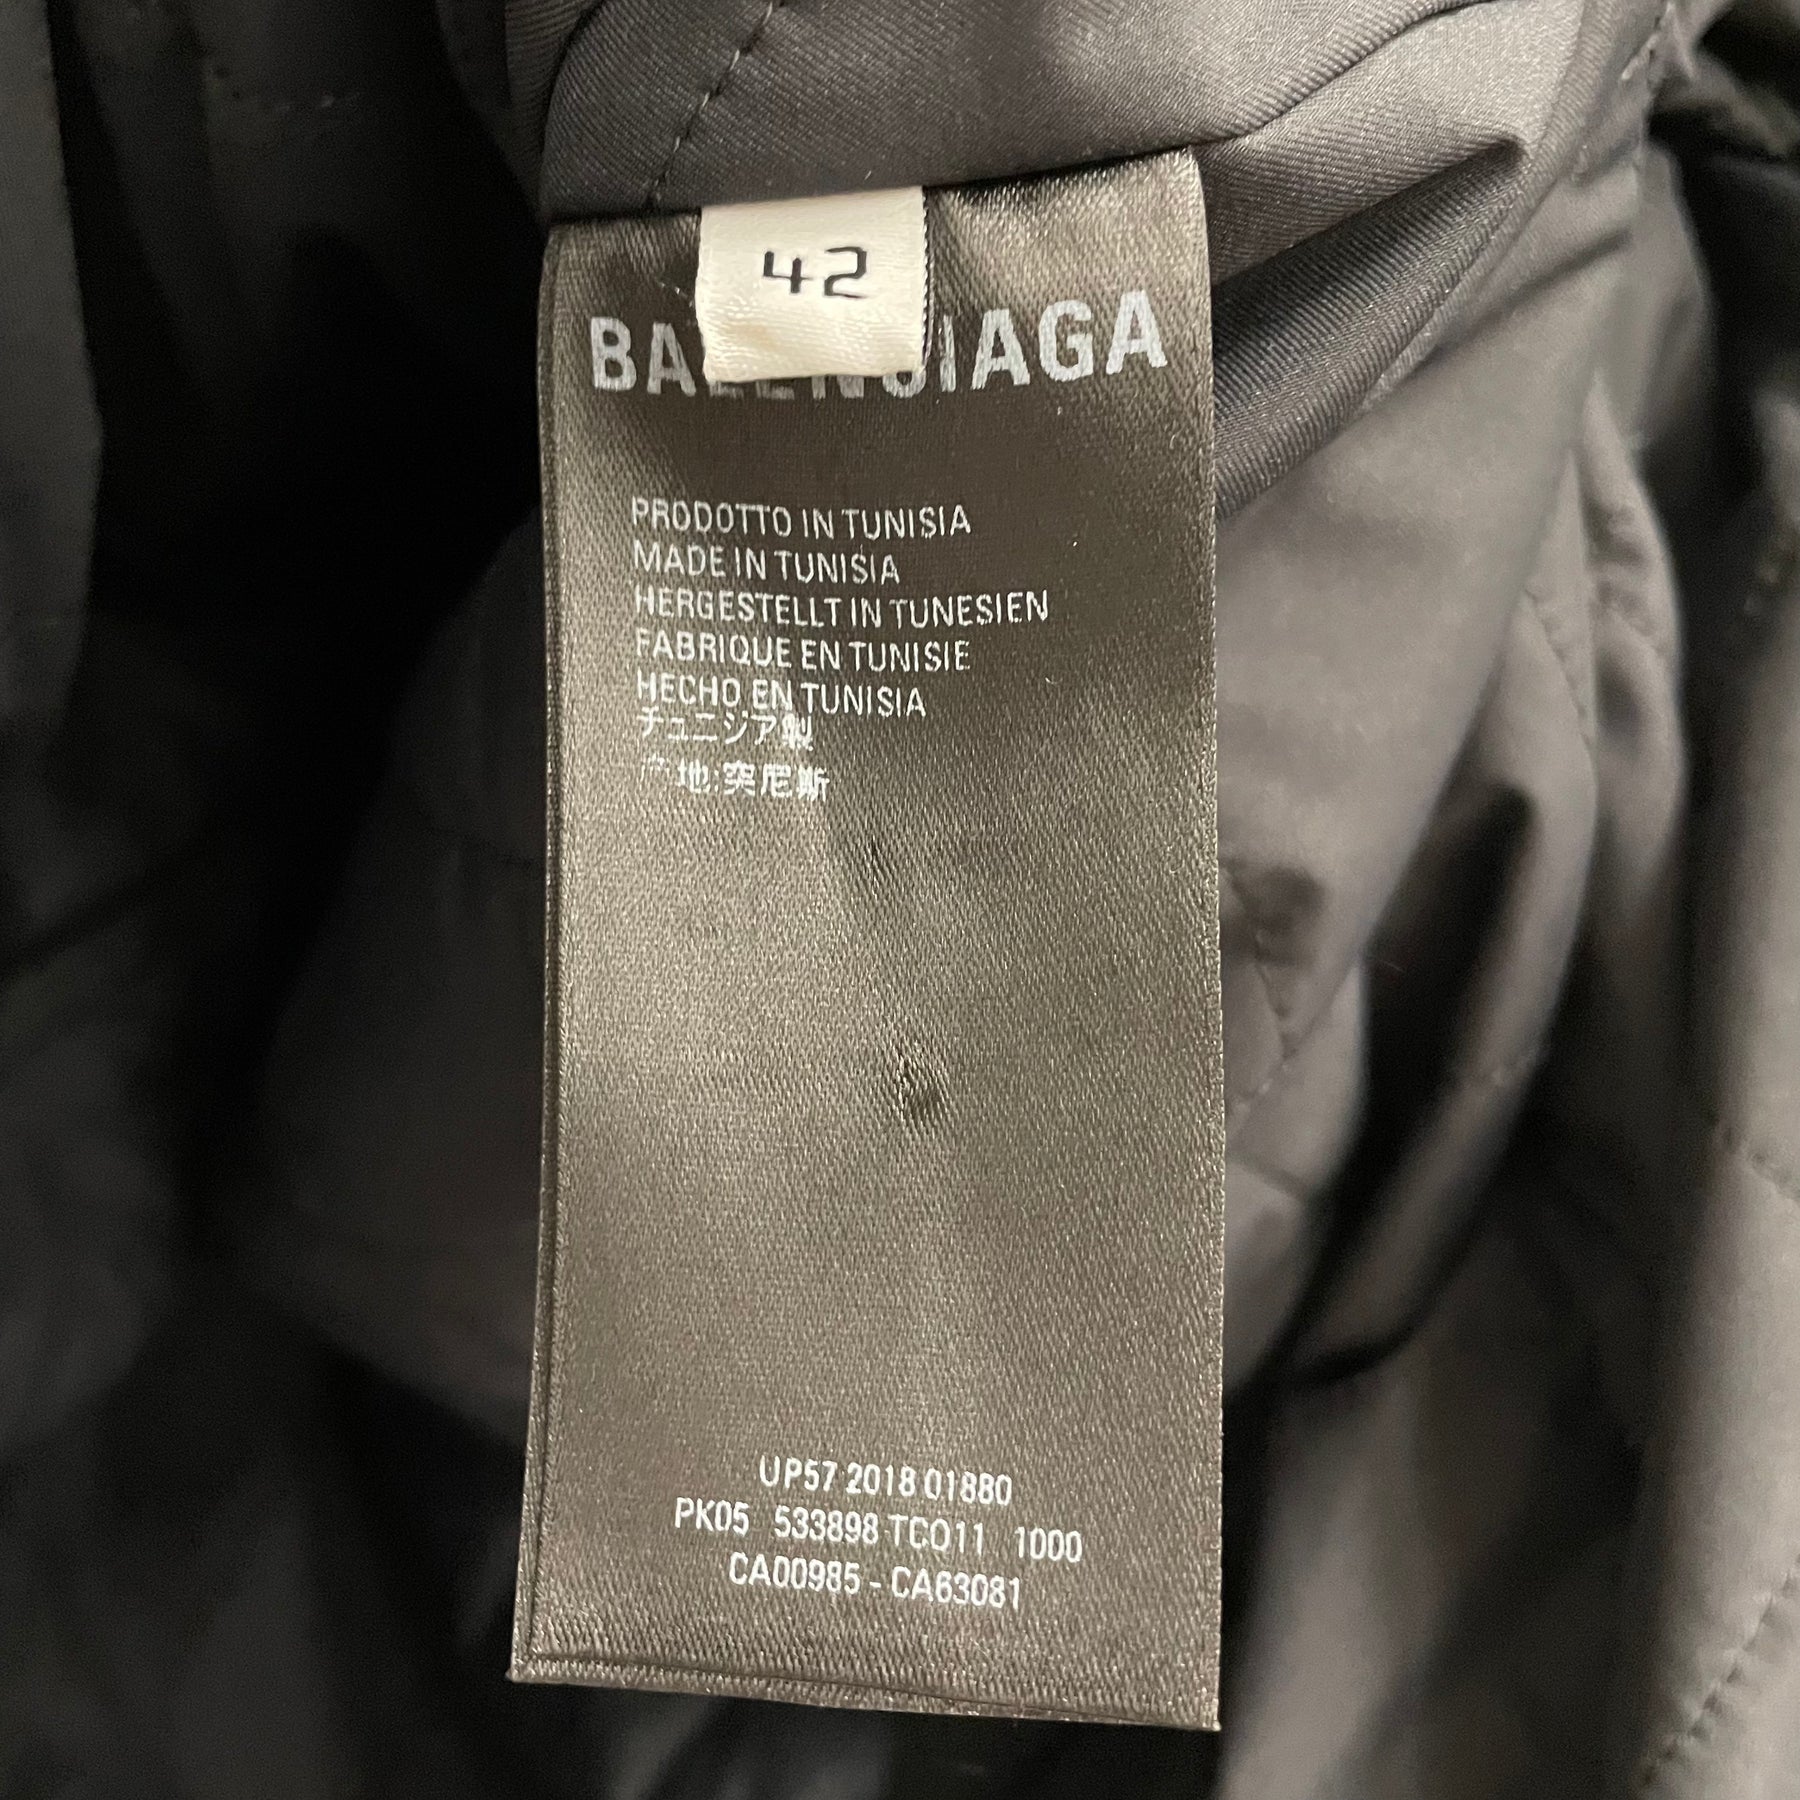 42
BALENCIAGA
PRODOTTO IN TUNISIA
MADE IN TUNISIA
HERGESTELLT IN TUNESIEN
FABRIQUE EN TUNISIE
HECHO EN TUNISIA
チュニジア製
产地:突尼斯
UP57 2018 01880
PK05 533898 TCO11 1000
CA00985 - CA63081